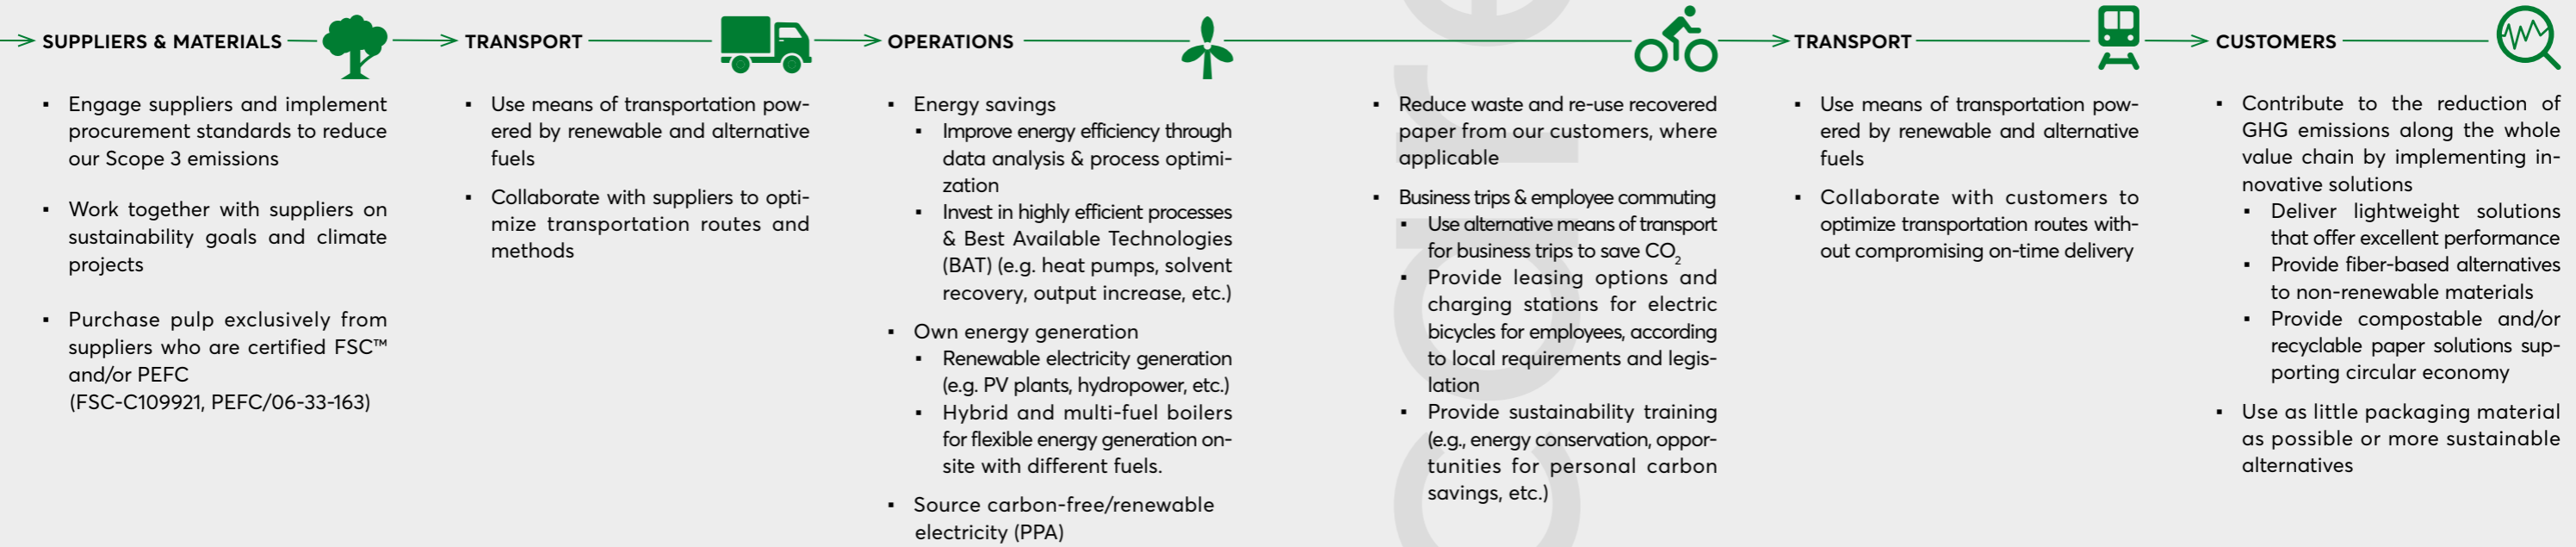 SUPPLIERS & MATERIALS
▪ Engage suppliers and implement
procurement standards to reduce
our Scope 3 emissions
▪ Work together with suppliers on
sustainability goals and climate
projects
▪ Purchase pulp exclusively from
suppliers who are certified FSC™
and/or PEFC
(FSC-C109921, PEFC/06-33-163)
TRANSPORT
▪ Use means of transportation pow-
ered by renewable and alternative
fuels
▪ Collaborate with suppliers to opti-
mize transportation routes and
methods
OPERATIONS
▪ Energy savings
▪ Improve energy efficiency through
data analysis & process optimi-
zation
▪ Invest in highly efficient processes
& Best Available Technologies
(BAT) (e.g. heat pumps, solvent
recovery, output increase, etc.)
▪ Own energy generation
▪ Renewable electricity generation
(e.g. PV plants, hydropower, etc.)
▪ Hybrid and multi-fuel boilers
for flexible energy generation on-
site with different fuels.
▪ Source carbon-free/renewable
electricity (PPA)
▪ Reduce waste and re-use recovered
paper from our customers, where
applicable
▪ Business trips & employee commuting
▪ Use alternative means of transport
for business trips to save CO₂
▪ Provide leasing options and
charging stations for electric
bicycles for employees, according
to local requirements and legis-
lation
▪ Provide sustainability training
(e.g., energy conservation, oppor-
tunities for personal carbon
savings, etc.)
TRANSPORT
▪ Use means of transportation pow-
ered by renewable and alternative
fuels
▪ Collaborate with customers to
optimize transportation routes with-
out compromising on-time delivery
CUSTOMERS
▪ Contribute to the reduction of
GHG emissions along the whole
value chain by implementing in-
novative solutions
▪ Deliver lightweight solutions
that offer excellent performance
▪ Provide fiber-based alternatives
to non-renewable materials
▪ Provide compostable and/or
recyclable paper solutions sup-
porting circular economy
▪ Use as little packaging material
as possible or more sustainable
alternatives